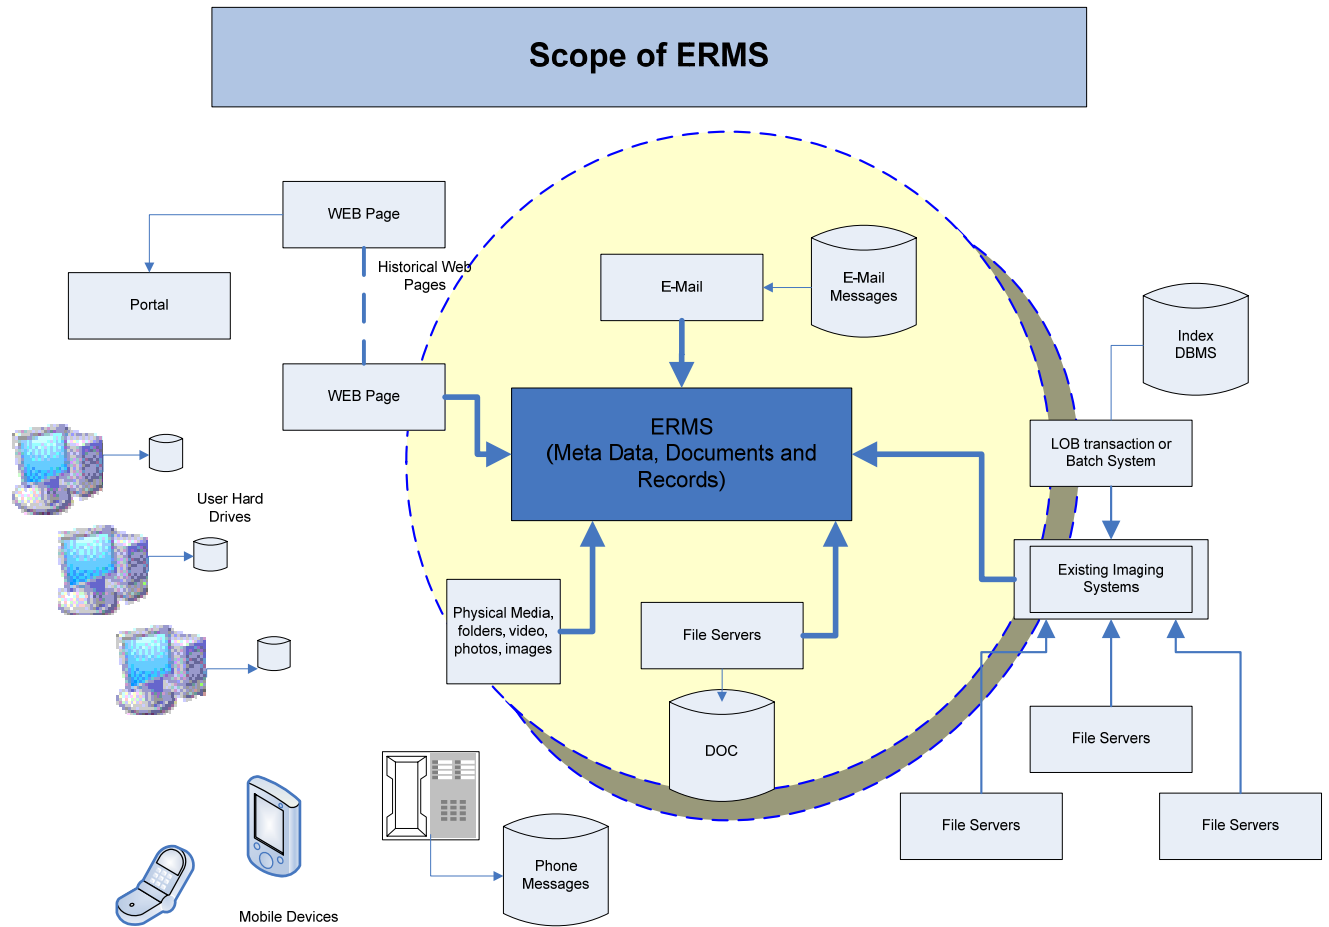 Scope of ERMS
WEB Page
Historical Web
Pages
Portal
WEB Page
E-Mail
E-Mail
Messages
Index
DBMS
ERMS
(Meta Data, Documents and
Records)
LOB transaction or
Batch System
User Hard
Drives
Existing Imaging
Systems
Physical Media,
folders, video,
photos, images
File Servers
DOC
File Servers
File Servers
File Servers
Phone
Messages
Mobile Devices